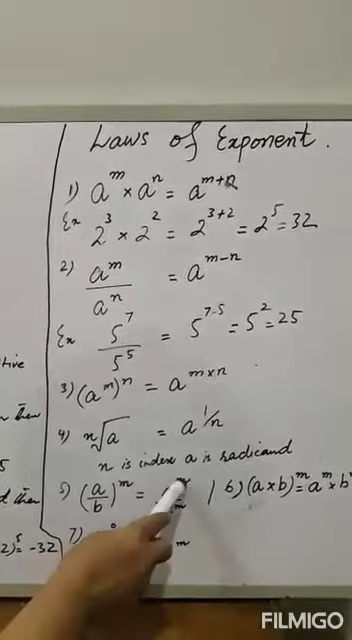 Laws of Exponent.
1) a^m × a^n = a^(m+n)
Ex 2^3 × 2^2 = 2^(3+2) = 2^5 = 32
2) a^m / a^n = a^(m-n)
Ex 5^7 / 5^5 = 5^(7-5) = 5^2 = 25
3) (a^m)^n = a^(m×n)
4) ⁿ√a = a^(1/n)
n is index a is radicand
5) (a/b)^m = | 6) (a×b)^m = a^m × b
7)
2)^5 = -32
FILMIGO